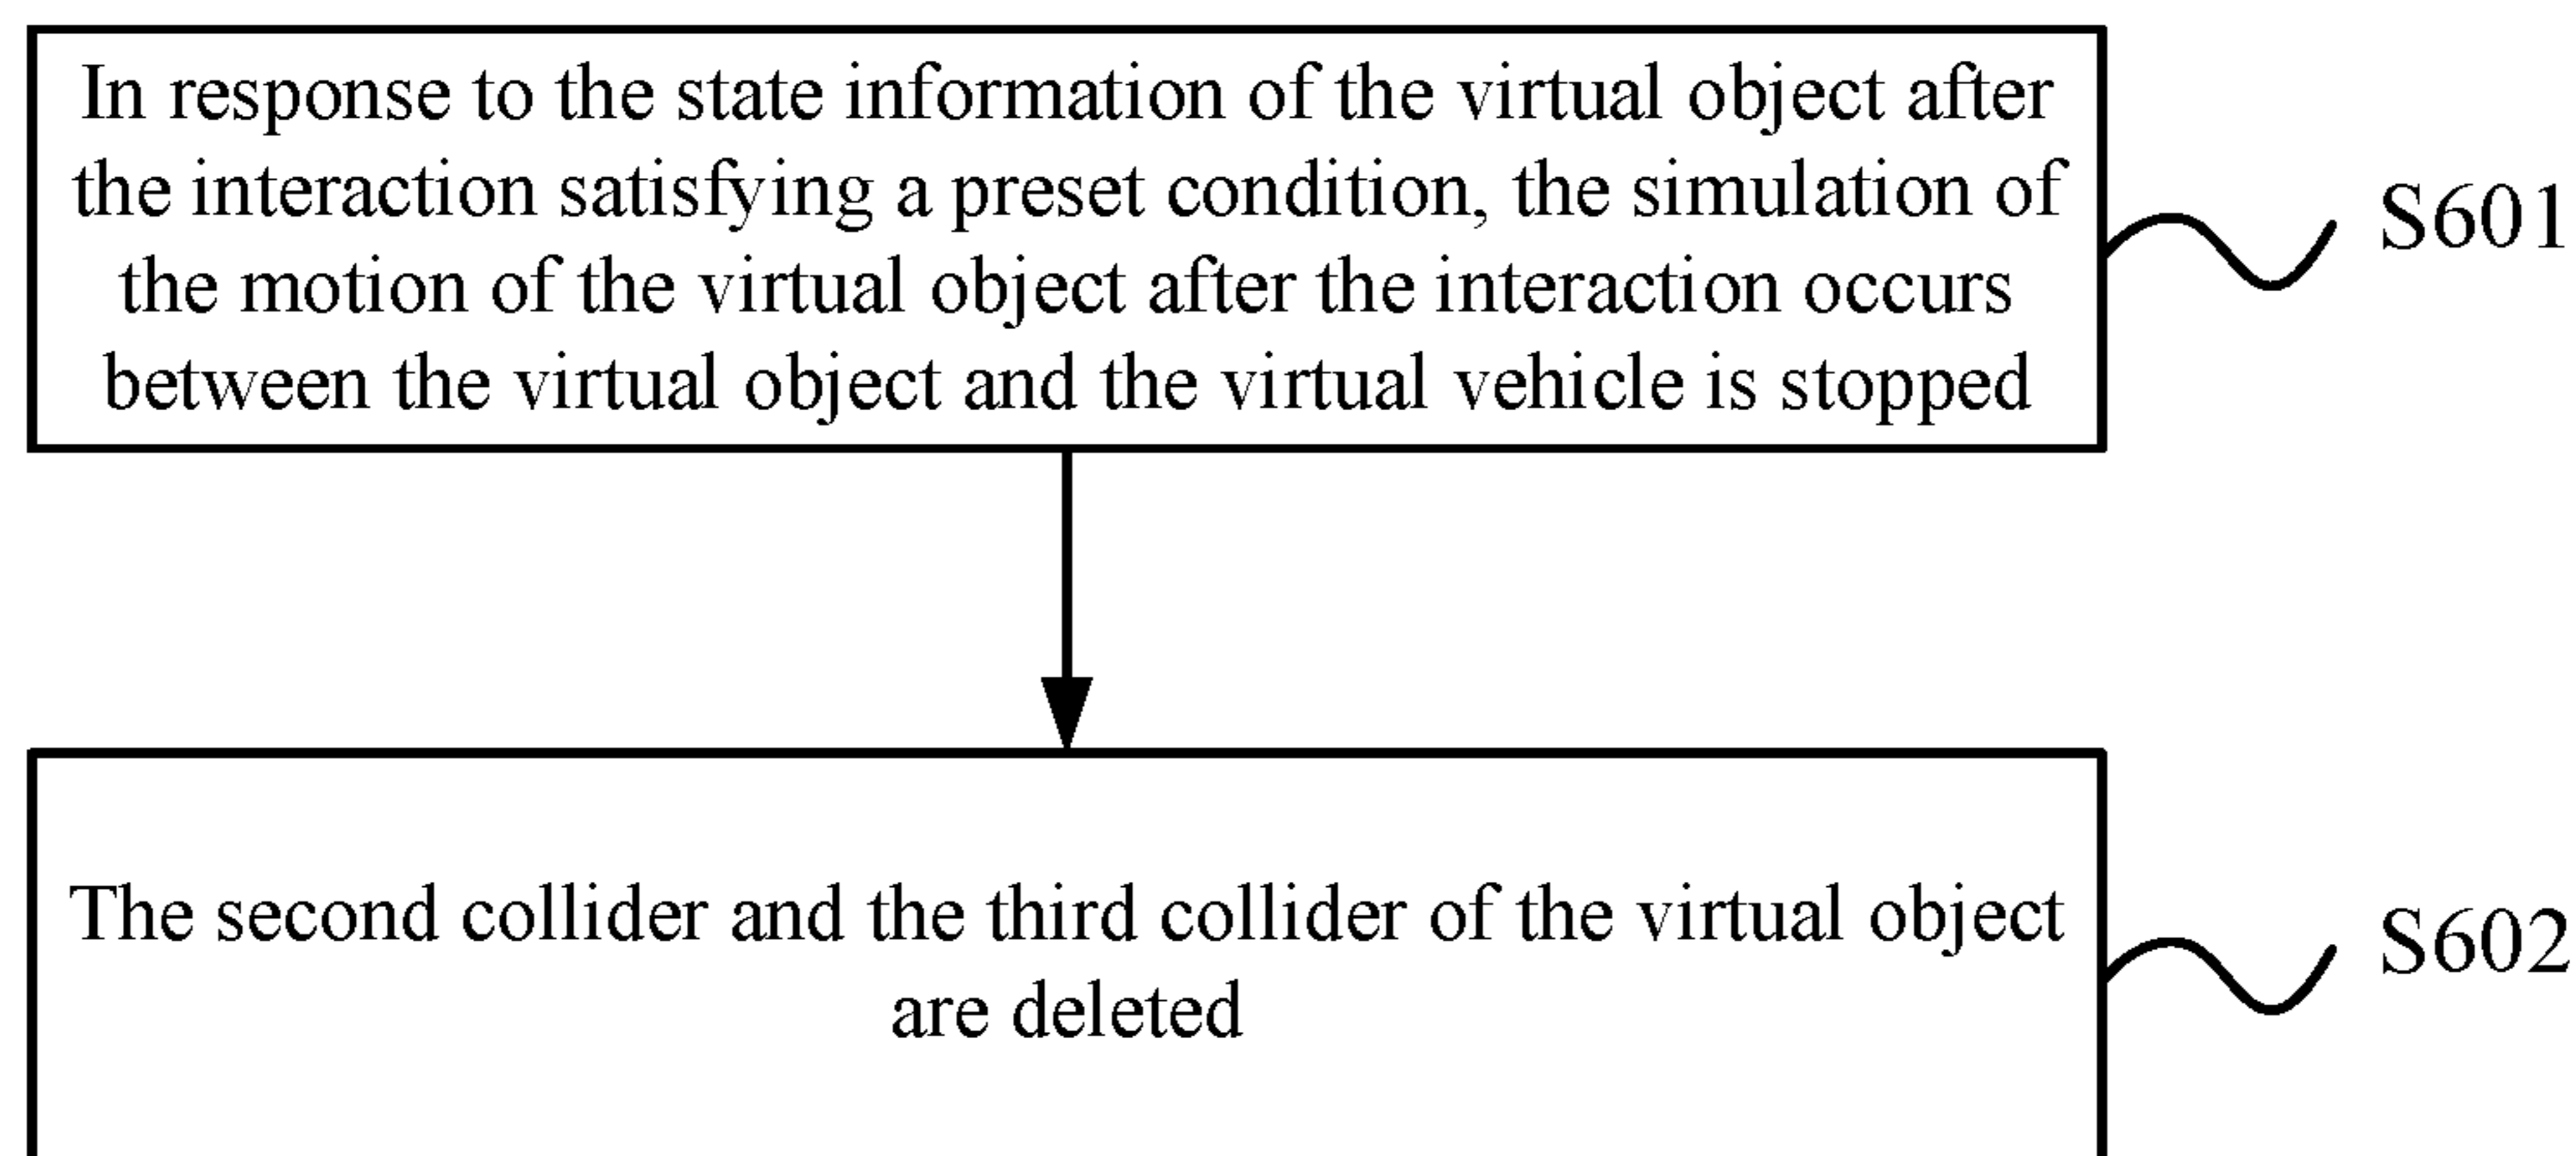 In response to the state information of the virtual object after
the interaction satisfying a preset condition, the simulation of
the motion of the virtual object after the interaction occurs
between the virtual object and the virtual vehicle is stopped
S601
The second collider and the third collider of the virtual object
are deleted
S602